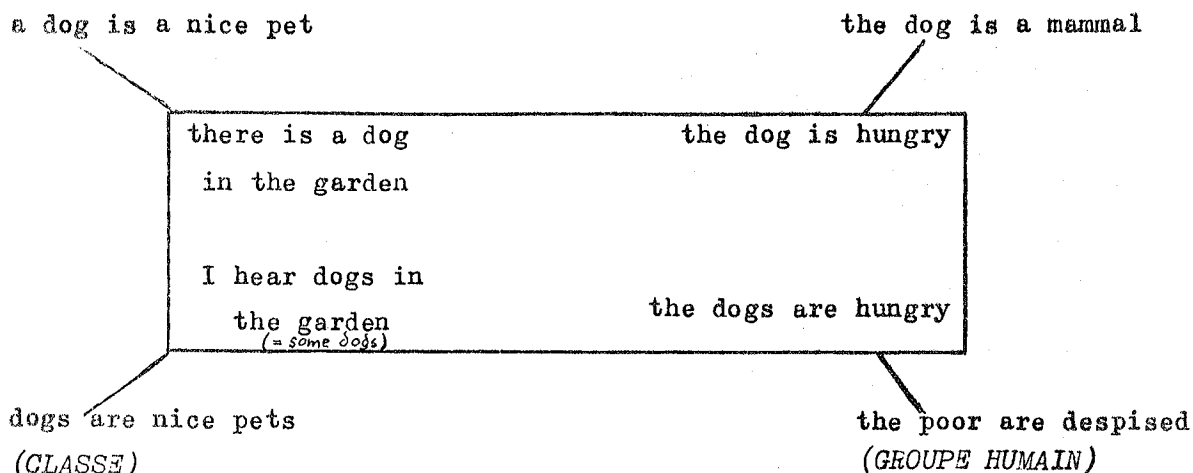 a dog is a nice pet
the dog is a mammal
there is a dog
in the garden
the dog is hungry
I hear dogs in
the garden
(= some dogs)
the dogs are hungry
dogs are nice pets
(CLASSE)
the poor are despised
(GROUPE HUMAIN)